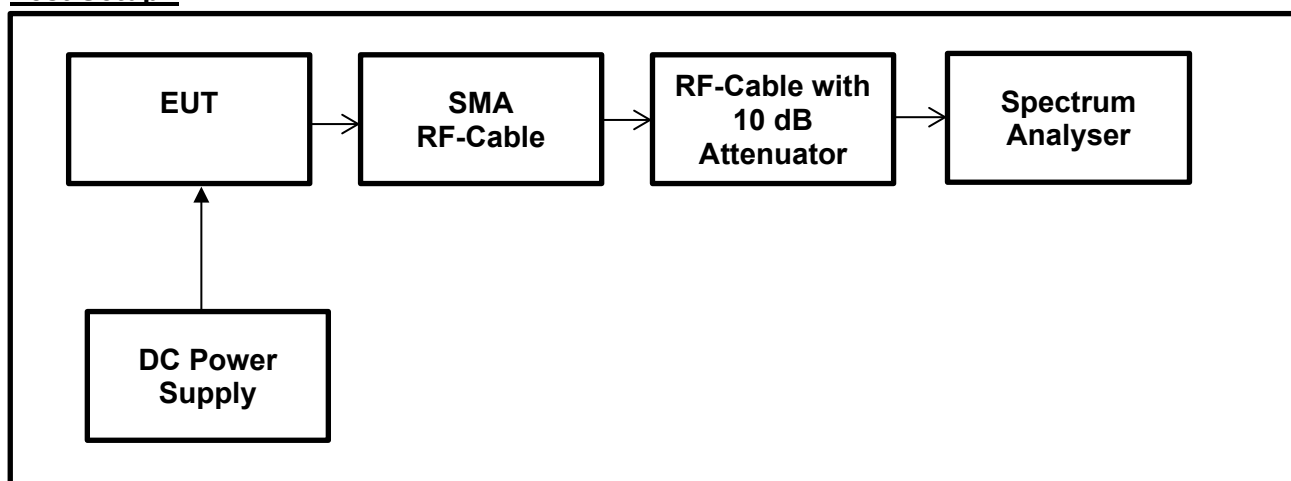 EUT
SMA
RF-Cable
RF-Cable with
10 dB
Attenuator
Spectrum
Analyser
DC Power
Supply